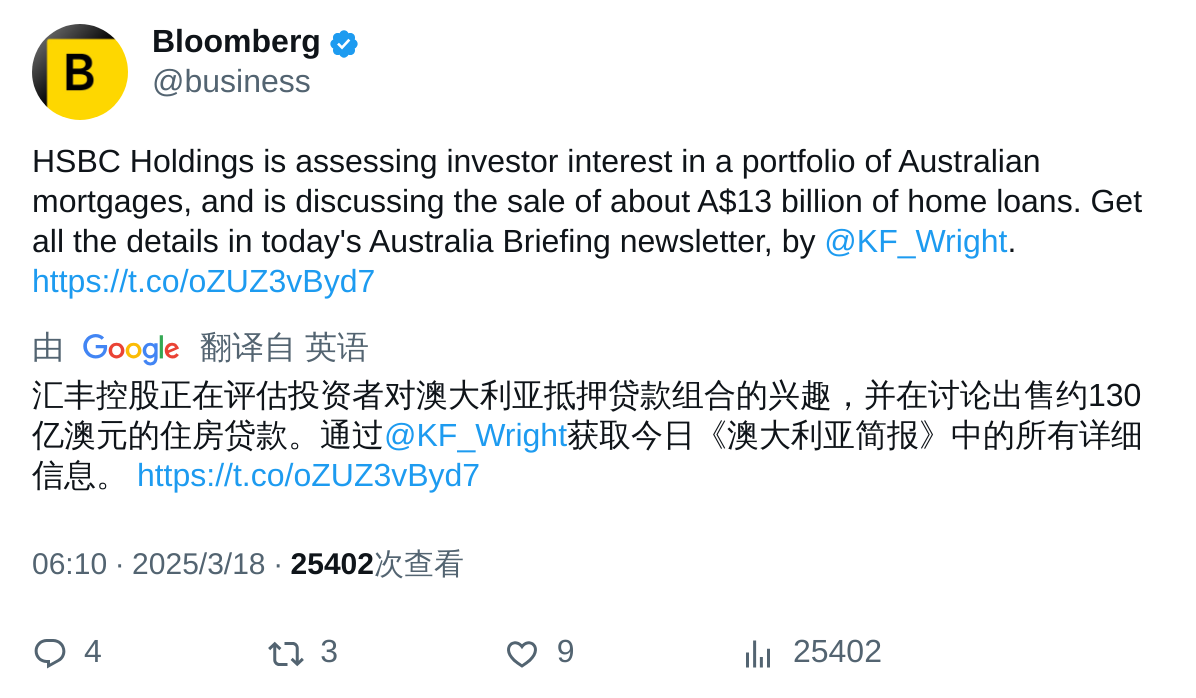 B
Bloomberg
@business
HSBC Holdings is assessing investor interest in a portfolio of Australian
mortgages, and is discussing the sale of about A$13 billion of home loans. Get
all the details in today's Australia Briefing newsletter, by @KF_Wright.
https://t.co/oZUZ3vByd7
由 Google 翻译自 英语
汇丰控股正在评估投资者对澳大利亚抵押贷款组合的兴趣，并在讨论出售约130
亿澳元的住房贷款。通过@KF_Wright获取今日《澳大利亚简报》中的所有详细
信息。 https://t.co/oZUZ3vByd7
06:10 · 2025/3/18 · 25402次查看
4 3 9 25402